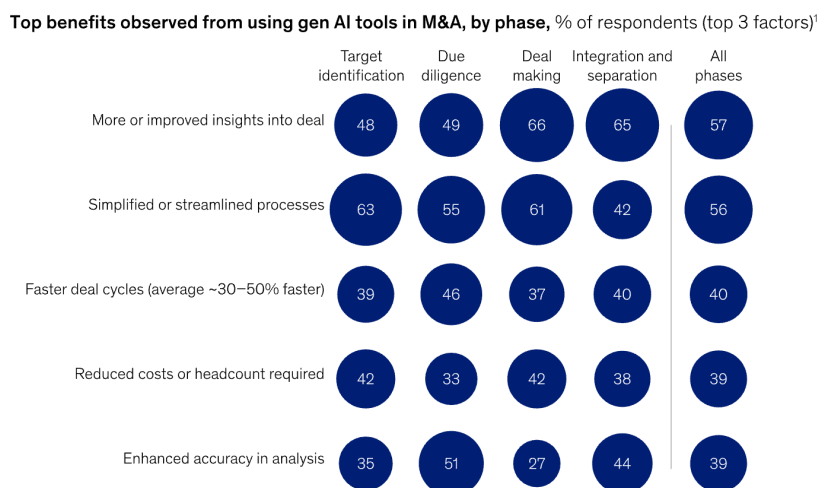 Top benefits observed from using gen AI tools in M&A, by phase, % of respondents (top 3 factors)¹
Target identification
Due diligence
Deal making
Integration and separation
All phases
More or improved insights into deal 48 49 66 65 57
Simplified or streamlined processes 63 55 61 42 56
Faster deal cycles (average ~30–50% faster) 39 46 37 40 40
Reduced costs or headcount required 42 33 42 38 39
Enhanced accuracy in analysis 35 51 27 44 39